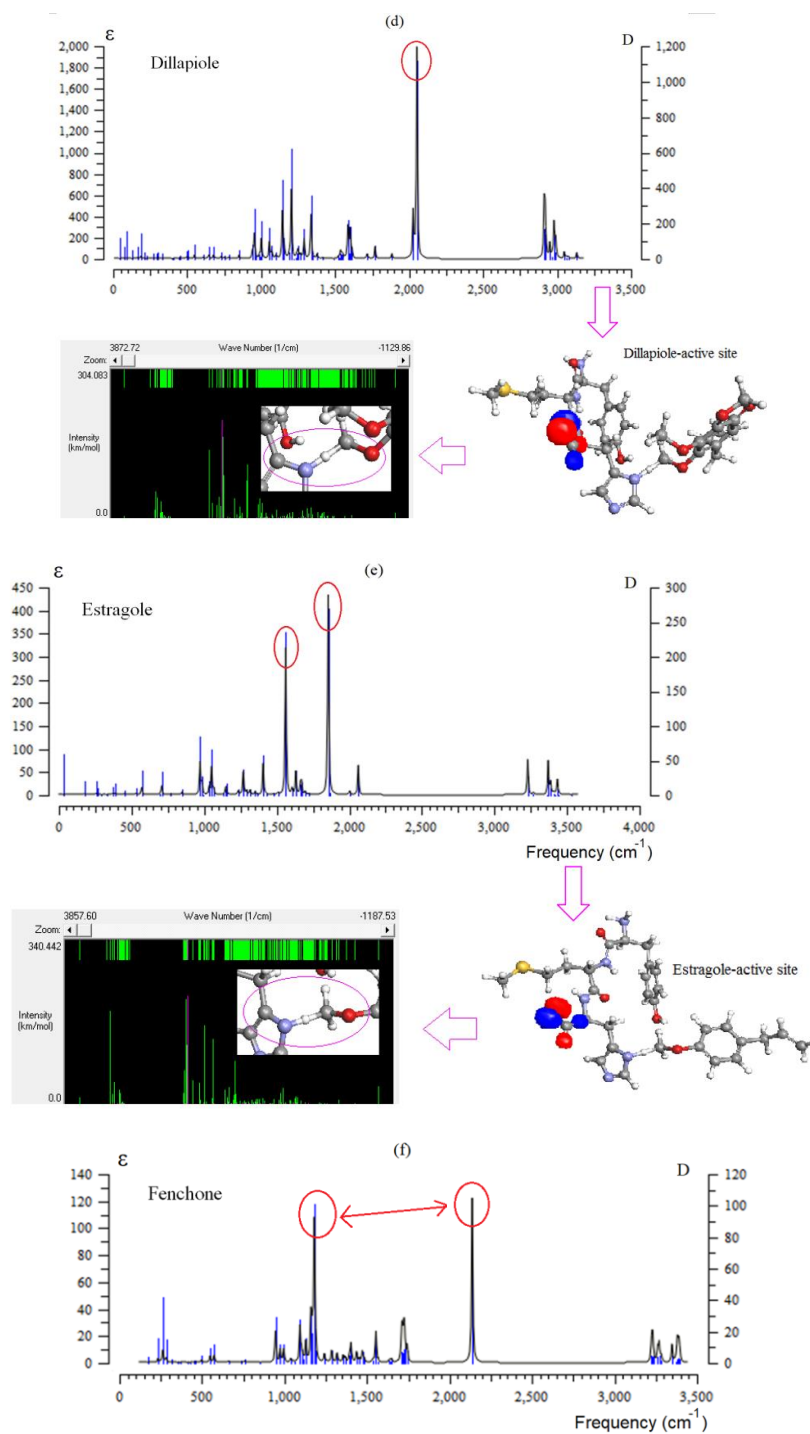 (d)
ε D
Dillapiole
2,000 1,200
1,800
1,600 1,000
1,400
1,200 800
1,000 600
800
600 400
400
200 200
0 0
0 500 1,000 1,500 2,000 2,500 3,000 3,500
3872.72 Wave Number (1/cm) -1129.86
Zoom:
304.083
Intensity
(km/mol)
0.0
Dillapiole-active site
(e)
ε D
Estragole
450 300
400
350 250
300 200
250
200 150
150 100
100
50 50
0 0
0 500 1,000 1,500 2,000 2,500 3,000 3,500 4,000
Frequency (cm-1)
3857.60 Wave Number (1/cm) -1187.53
Zoom:
340.442
Intensity
(km/mol)
0.0
Estragole-active site
(f)
ε D
Fenchone
140 120
120 100
100 80
80
60 60
40 40
20 20
0 0
0 500 1,000 1,500 2,000 2,500 3,000 3,500
Frequency (cm-1)